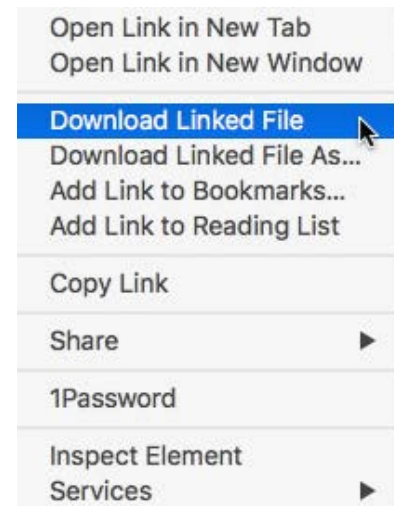 Open Link in New Tab
Open Link in New Window
Download Linked File
Download Linked File As...
Add Link to Bookmarks...
Add Link to Reading List
Copy Link
Share
1Password
Inspect Element
Services